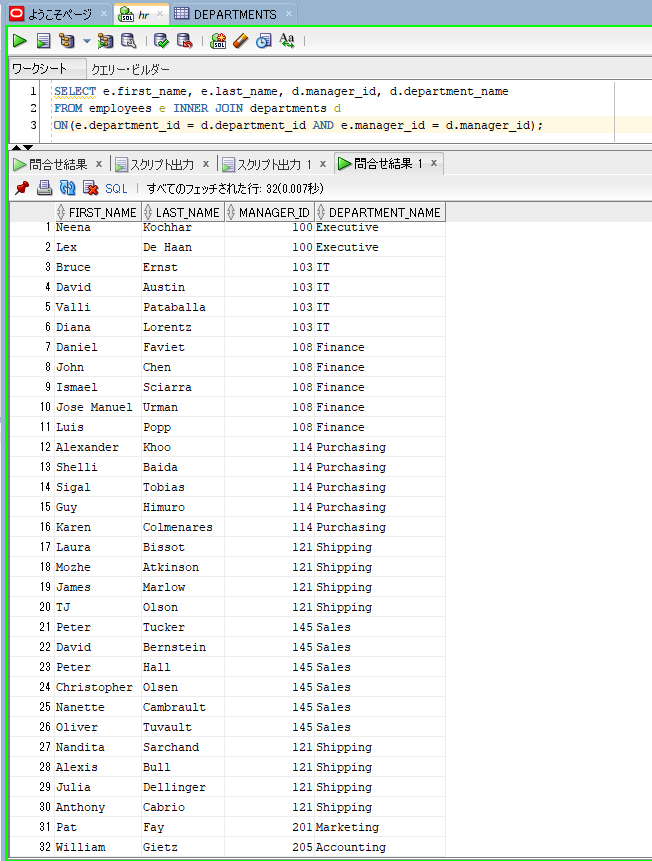 ようこそページ hr DEPARTMENTS
ワークシート クエリー・ビルダー
1 SELECT e.first_name, e.last_name, d.manager_id, d.department_name
2 FROM employees e INNER JOIN departments d
3 ON(e.department_id = d.department_id AND e.manager_id = d.manager_id);
問合せ結果 x スクリプト出力 x スクリプト出力 1 x 問合せ結果 1 x
SQL すべてのフェッチされた行: 32(0.007秒)
FIRST_NAME LAST_NAME MANAGER_ID DEPARTMENT_NAME
1 Neena Kochhar 100 Executive
2 Lex De Haan 100 Executive
3 Bruce Ernst 103 IT
4 David Austin 103 IT
5 Valli Pataballa 103 IT
6 Diana Lorentz 103 IT
7 Daniel Faviet 108 Finance
8 John Chen 108 Finance
9 Ismael Sciarra 108 Finance
10 Jose Manuel Urman 108 Finance
11 Luis Popp 108 Finance
12 Alexander Khoo 114 Purchasing
13 Shelli Baida 114 Purchasing
14 Sigal Tobias 114 Purchasing
15 Guy Himuro 114 Purchasing
16 Karen Colmenares 114 Purchasing
17 Laura Bissot 121 Shipping
18 Mozhe Atkinson 121 Shipping
19 James Marlow 121 Shipping
20 TJ Olson 121 Shipping
21 Peter Tucker 145 Sales
22 David Bernstein 145 Sales
23 Peter Hall 145 Sales
24 Christopher Olsen 145 Sales
25 Nanette Cambrault 145 Sales
26 Oliver Tuvault 145 Sales
27 Nandita Sarchand 121 Shipping
28 Alexis Bull 121 Shipping
29 Julia Dellinger 121 Shipping
30 Anthony Cabrio 121 Shipping
31 Pat Fay 201 Marketing
32 William Gietz 205 Accounting